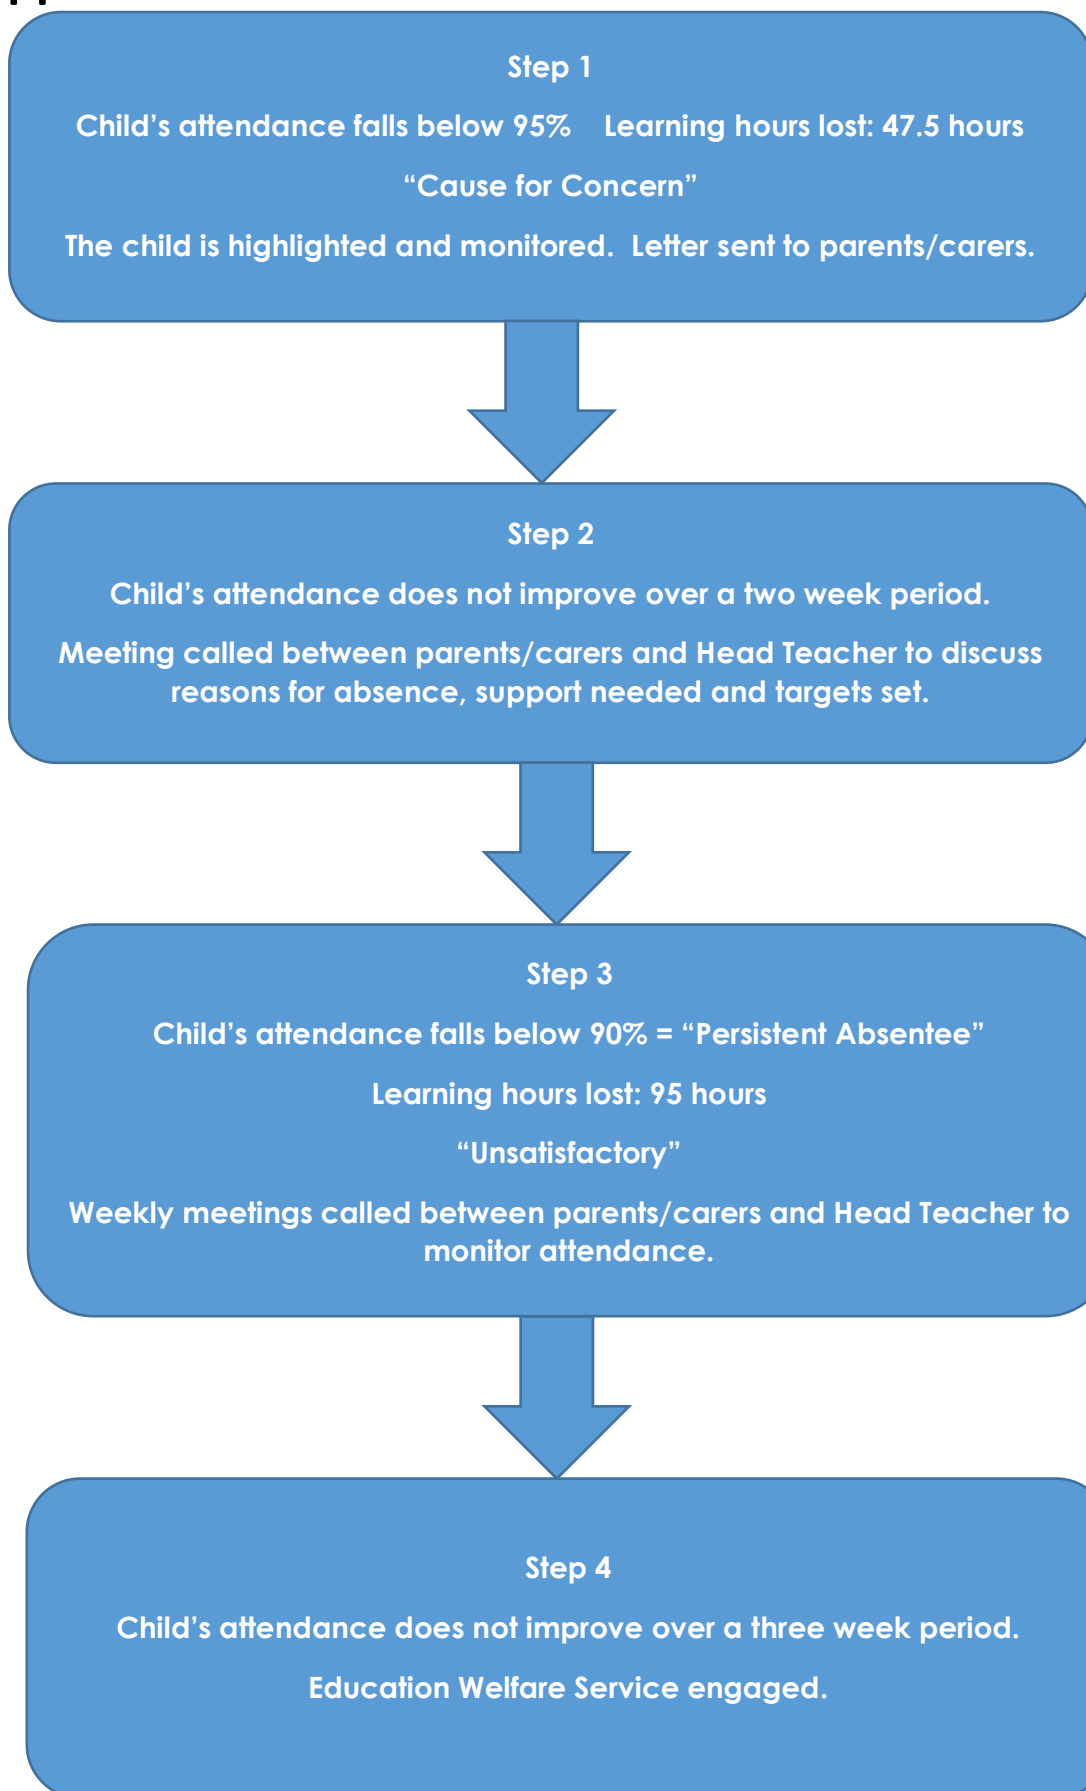 Step 1
Child’s attendance falls below 95%    Learning hours lost: 47.5 hours
“Cause for Concern”
The child is highlighted and monitored.  Letter sent to parents/carers.
Step 2
Child’s attendance does not improve over a two week period.
Meeting called between parents/carers and Head Teacher to discuss
reasons for absence, support needed and targets set.
Step 3
Child’s attendance falls below 90% = “Persistent Absentee”
Learning hours lost: 95 hours
“Unsatisfactory”
Weekly meetings called between parents/carers and Head Teacher to
monitor attendance.
Step 4
Child’s attendance does not improve over a three week period.
Education Welfare Service engaged.